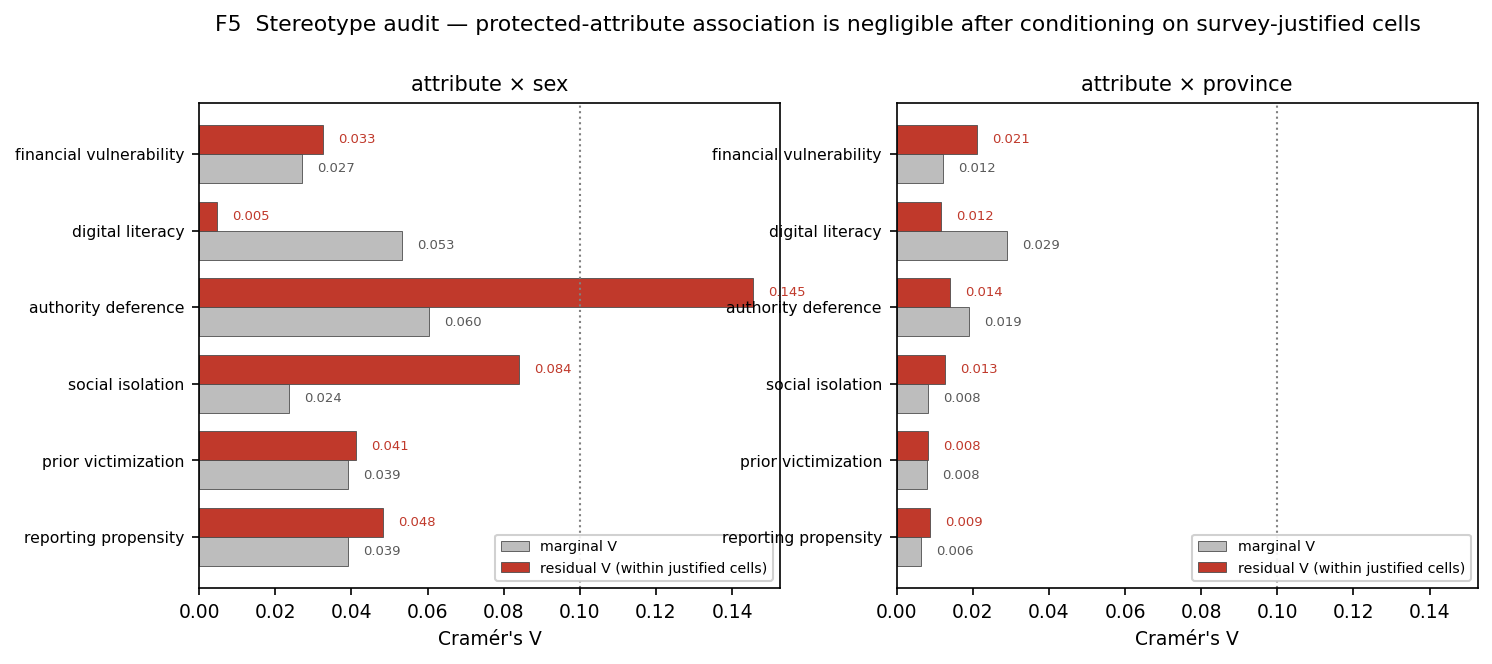 F5  Stereotype audit — protected-attribute association is negligible after conditioning on survey-justified cells
attribute × sex
financial vulnerability
0.033
0.027
digital literacy
0.005
0.053
authority deference
0.145
0.060
social isolation
0.084
0.024
prior victimization
0.041
0.039
reporting propensity
0.048
0.039
marginal V
residual V (within justified cells)
0.00 0.02 0.04 0.06 0.08 0.10 0.12 0.14
Cramér's V
attribute × province
financial vulnerability
0.021
0.012
digital literacy
0.012
0.029
authority deference
0.014
0.019
social isolation
0.013
0.008
prior victimization
0.008
0.008
reporting propensity
0.009
0.006
marginal V
residual V (within justified cells)
0.00 0.02 0.04 0.06 0.08 0.10 0.12 0.14
Cramér's V